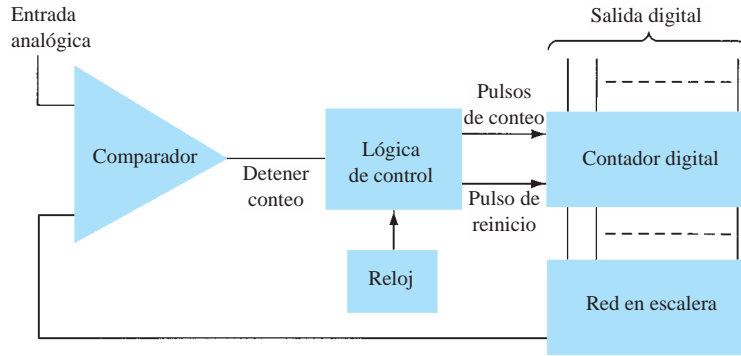 Entrada
analógica
Salida digital
Comparador
Detener
conteo
Lógica
de control
Reloj
Pulsos
de conteo
Pulso de
reinicio
Contador digital
Red en escalera